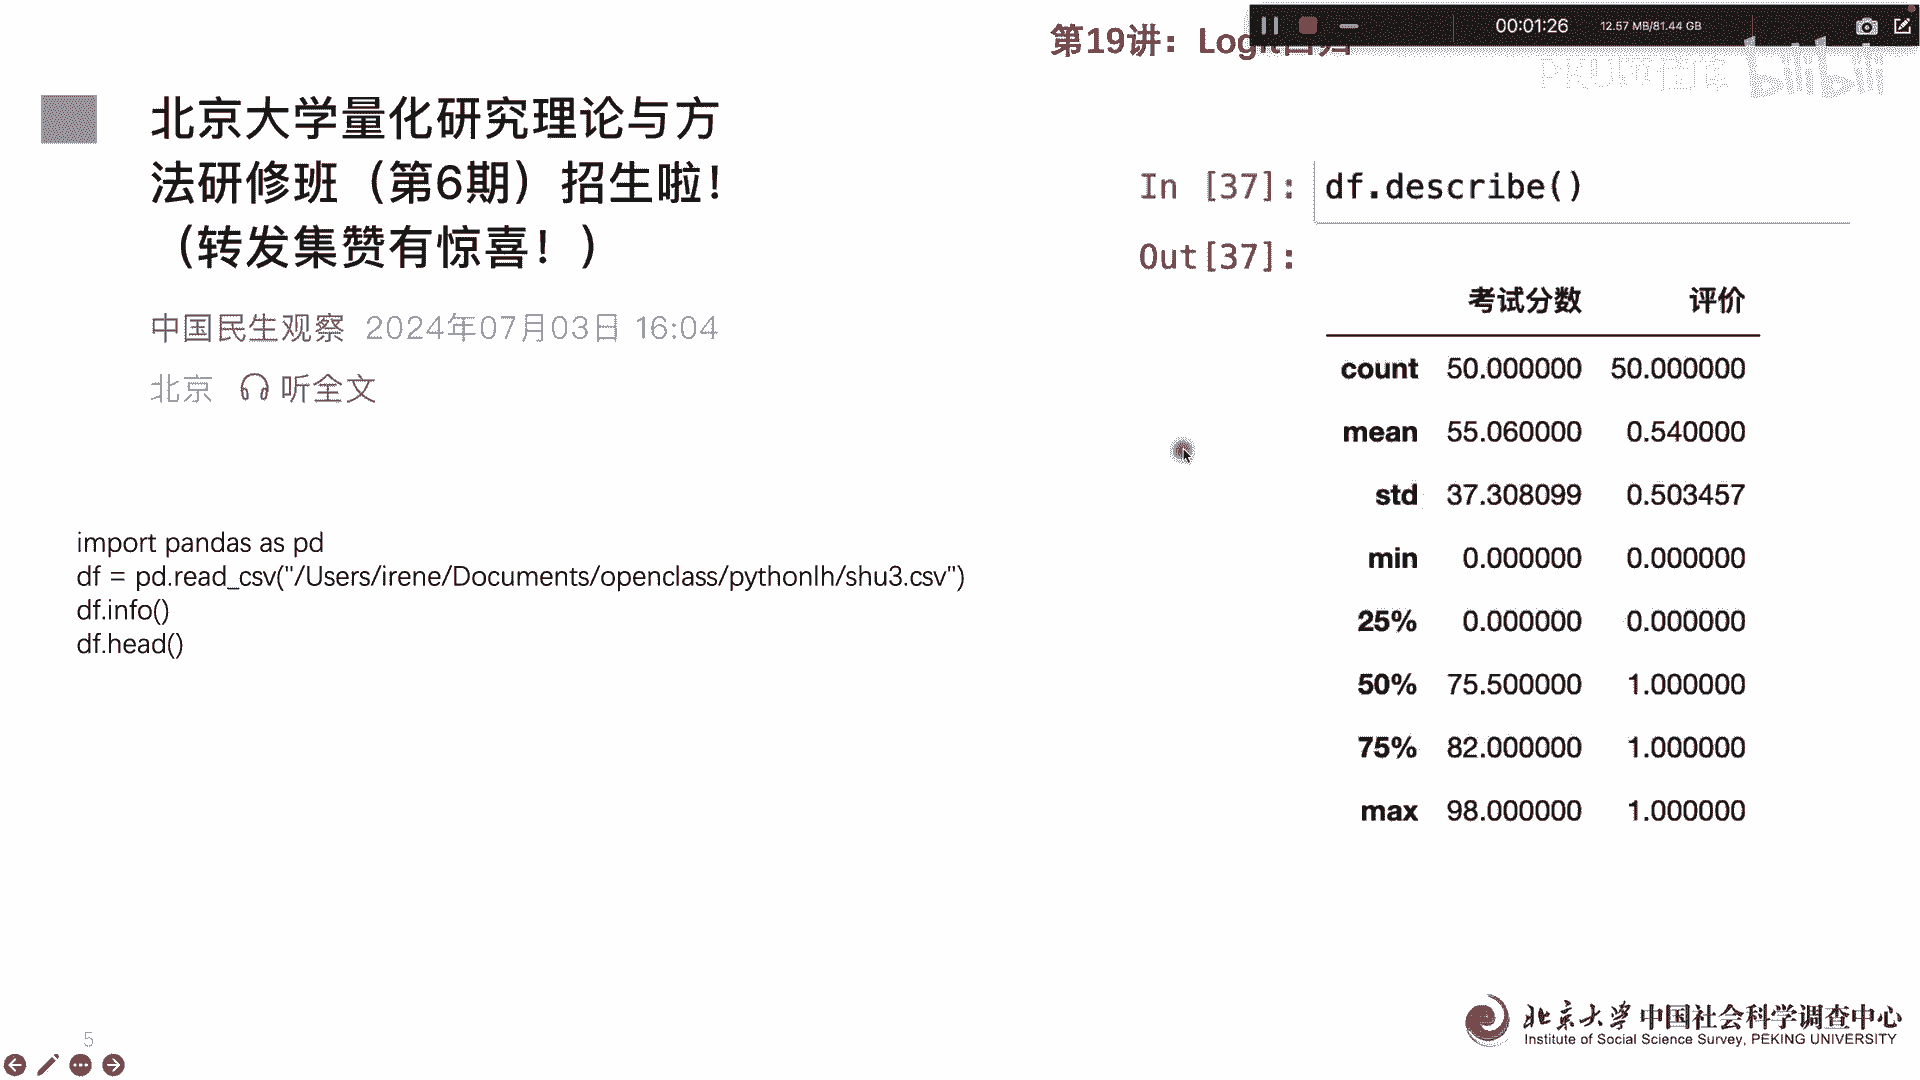 第19讲：Logit回归
00:01:26
12.57 MB/81.44 GB
bilibili
北京大学量化研究理论与方
法研修班（第6期）招生啦！
（转发集赞有惊喜！）
中国民生观察 2024年07月03日 16:04
北京 听全文
import pandas as pd
df = pd.read_csv("/Users/irene/Documents/openclass/pythonlh/shu3.csv")
df.info()
df.head()
In [37]: df.describe()
Out[37]:
考试分数 评价
count 50.000000 50.000000
mean 55.060000 0.540000
std 37.308099 0.503457
min 0.000000 0.000000
25% 0.000000 0.000000
50% 75.500000 1.000000
75% 82.000000 1.000000
max 98.000000 1.000000
北京大学中国社会科学调查中心
Institute of Social Science Survey, PEKING UNIVERSITY
5